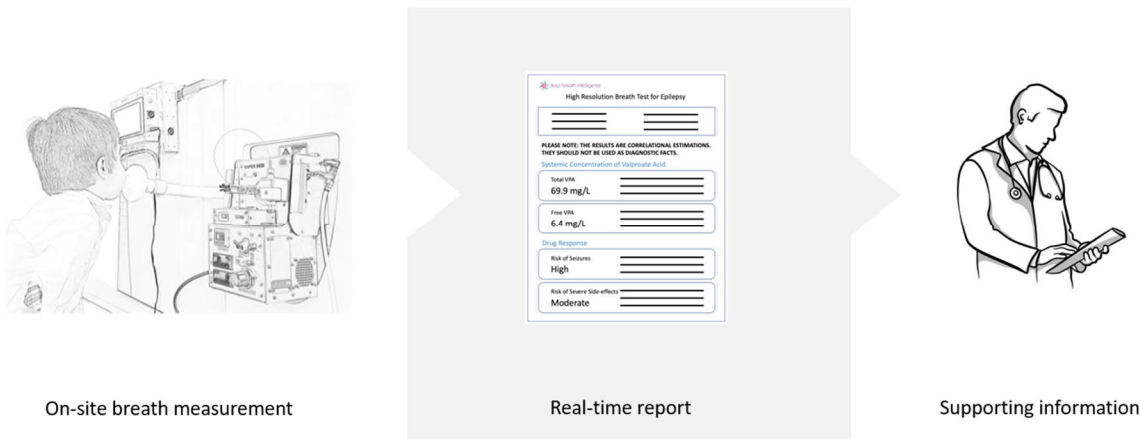 deep breath intelligence
High Resolution Breath Test for Epilepsy
PLEASE NOTE: THE RESULTS ARE CORRELATIONAL ESTIMATIONS.
THEY SHOULD NOT BE USED AS DIAGNOSTIC FACTS.
Systemic Concentration of Valproate Acid
Total VPA
69.9 mg/L
Free VPA
6.4 mg/L
Drug Response
Risk of Seizures
High
Risk of Severe Side-effects
Moderate
On-site breath measurement
Real-time report
Supporting information